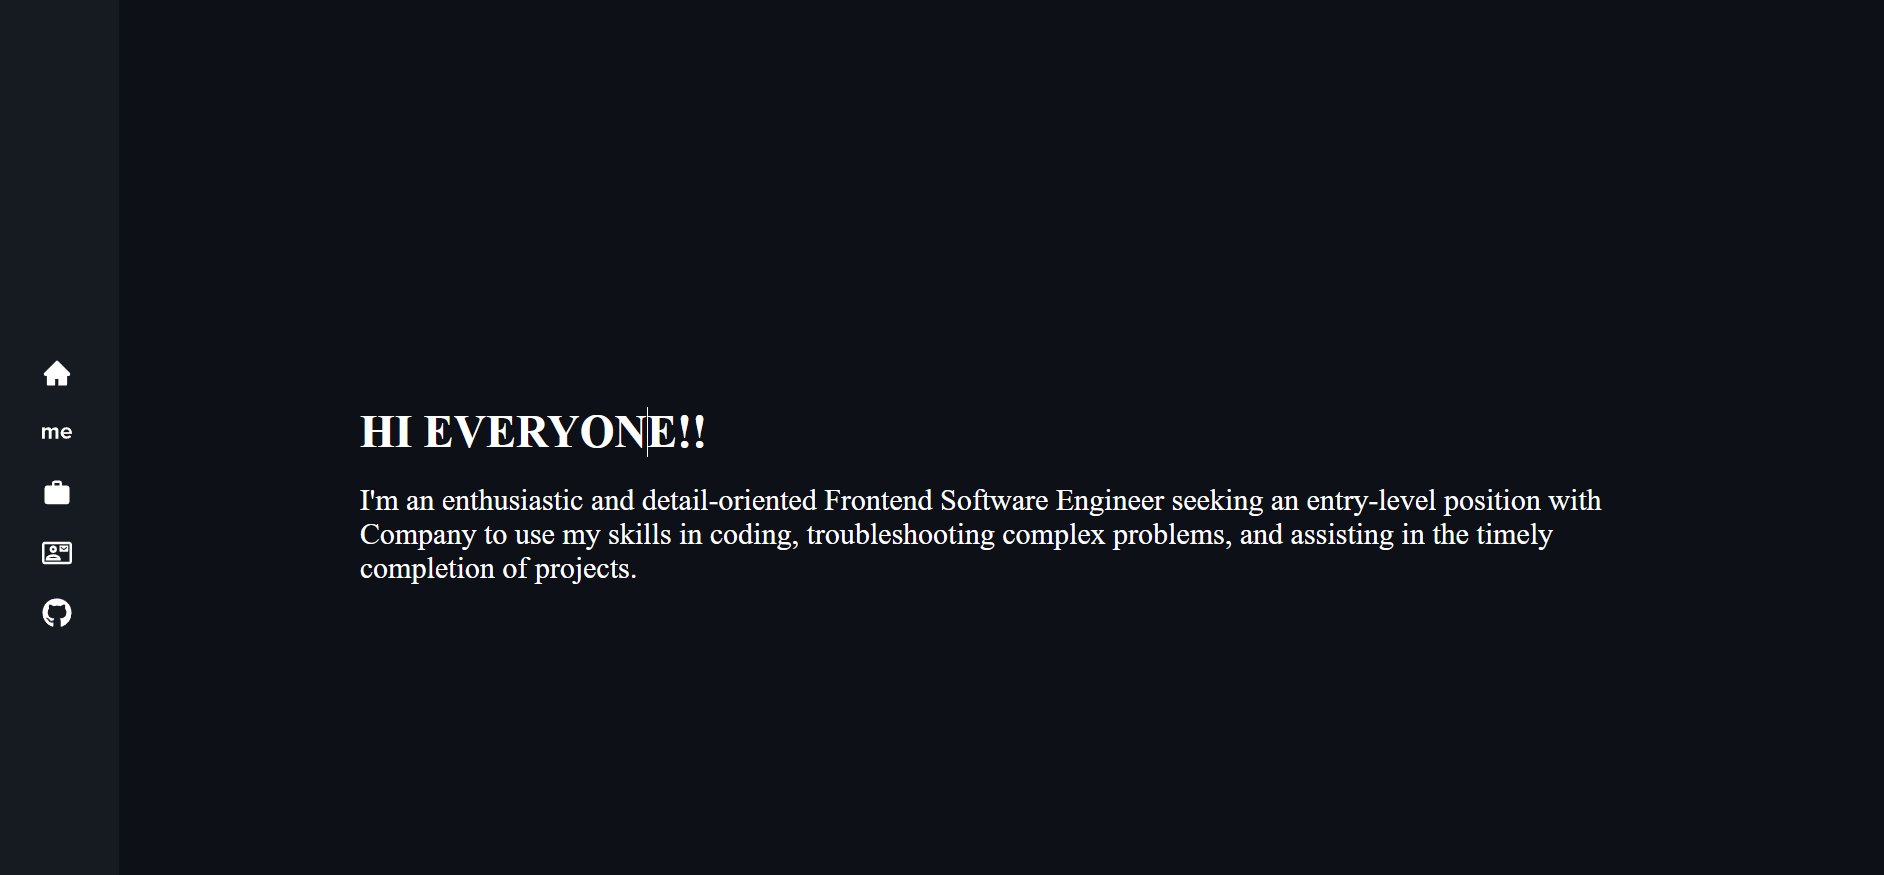 me
HI EVERYONE!!
I'm an enthusiastic and detail-oriented Frontend Software Engineer seeking an entry-level position with
Company to use my skills in coding, troubleshooting complex problems, and assisting in the timely
completion of projects.